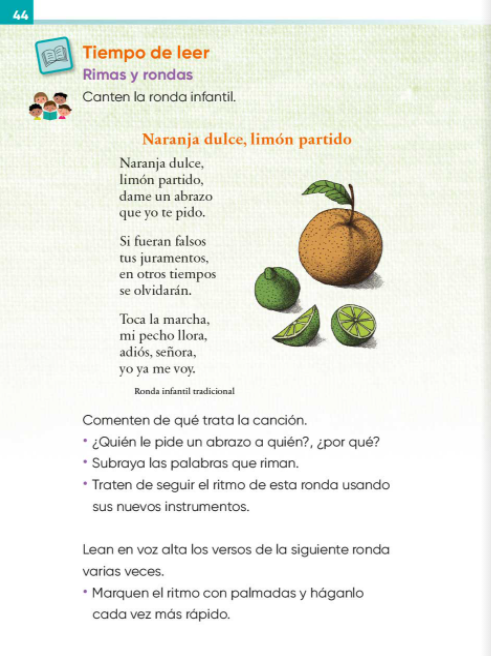 44
Tiempo de leer
Rimas y rondas
Canten la ronda infantil.
Naranja dulce, limón partido
Naranja dulce,
limón partido,
dame un abrazo
que yo te pido.
Si fueran falsos
tus juramentos,
en otros tiempos
se olvidarán.
Toca la marcha,
mi pecho llora,
adiós, señora,
yo ya me voy.
Ronda infantil tradicional
Comenten de qué trata la canción.
• ¿Quién le pide un abrazo a quién?, ¿por qué?
• Subraya las palabras que riman.
• Traten de seguir el ritmo de esta ronda usando
sus nuevos instrumentos.
Lean en voz alta los versos de la siguiente ronda
varias veces.
• Marquen el ritmo con palmadas y háganlo
cada vez más rápido.